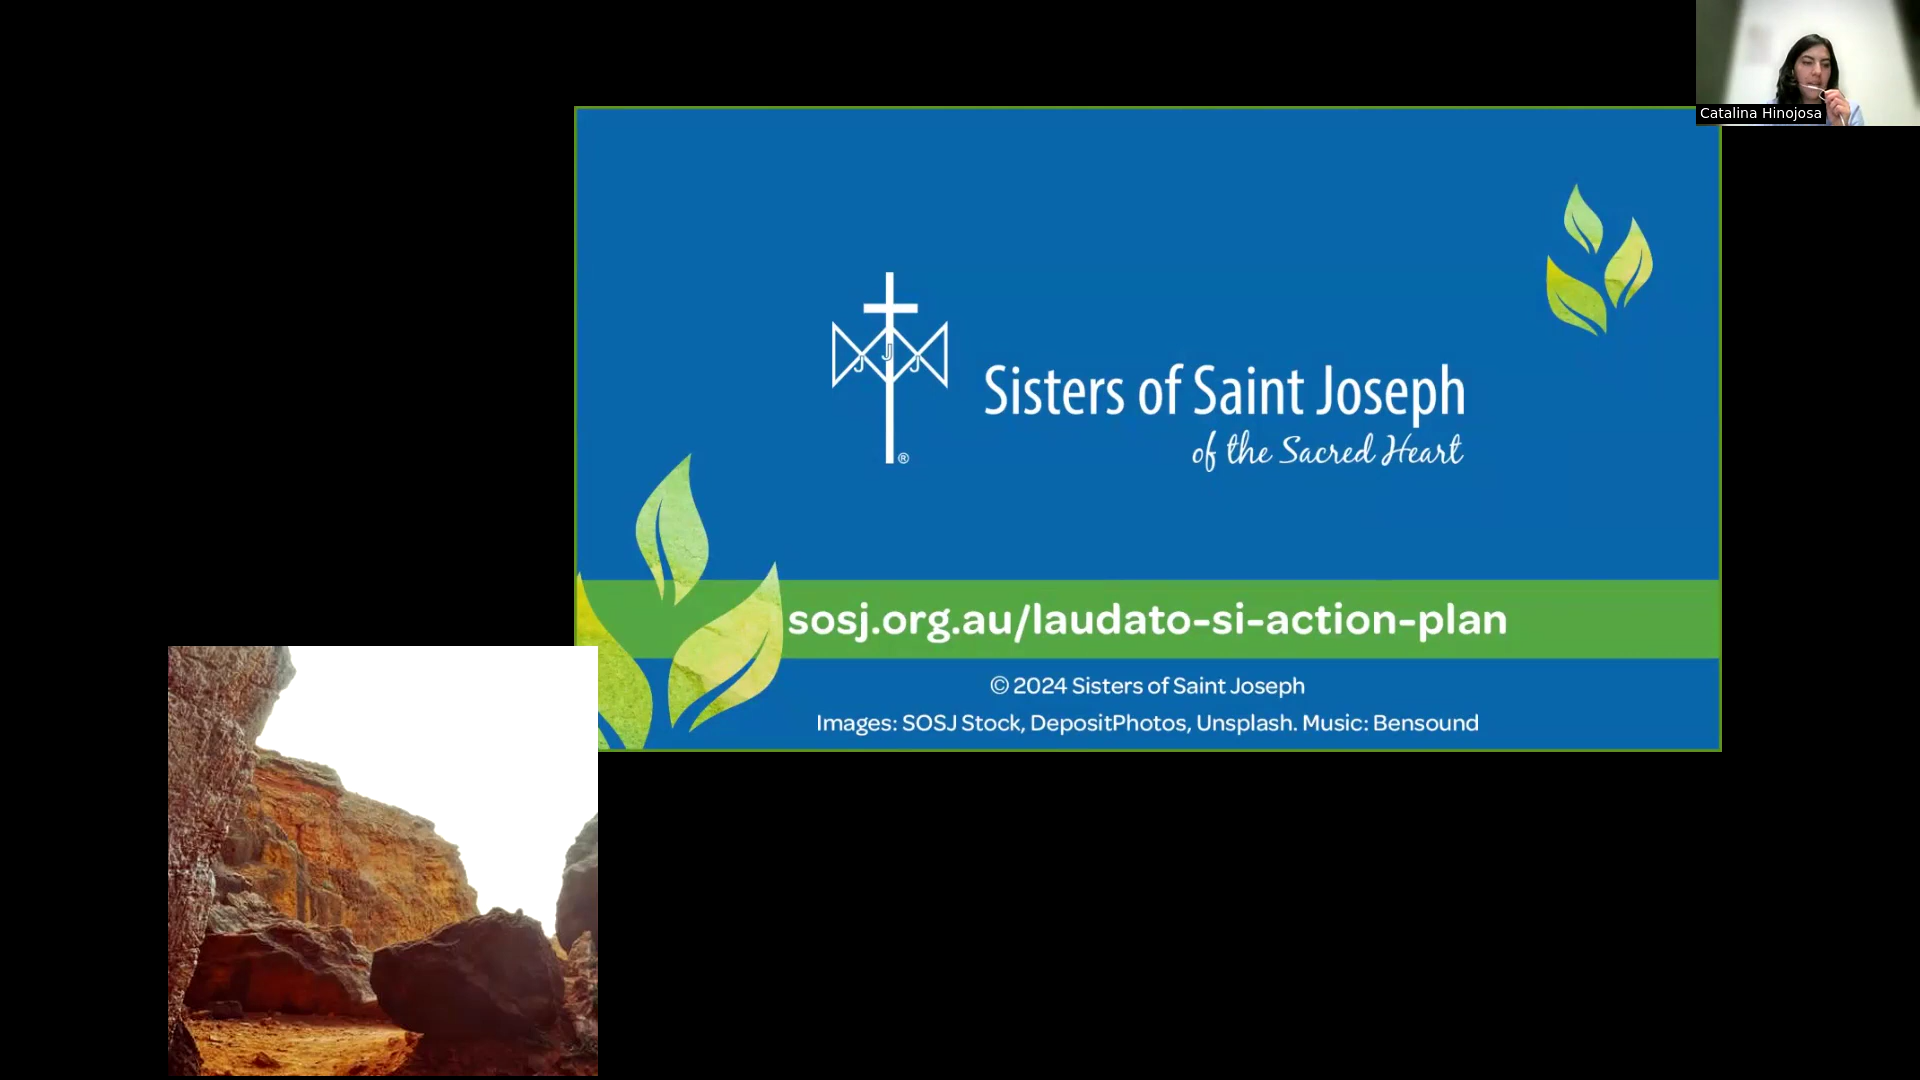 Catalina Hinojosa
J J J
®
Sisters of Saint Joseph
of the Sacred Heart
sosj.org.au/laudato-si-action-plan
© 2024 Sisters of Saint Joseph
Images: SOSJ Stock, DepositPhotos, Unsplash. Music: Bensound